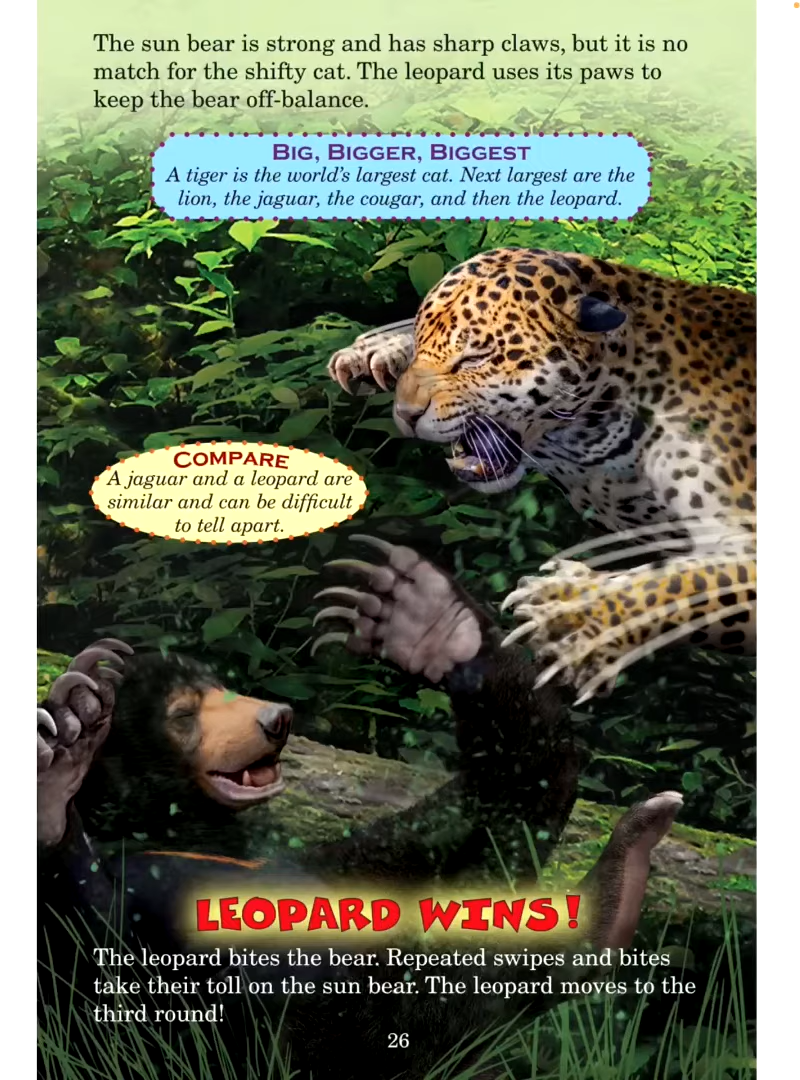 The sun bear is strong and has sharp claws, but it is no
match for the shifty cat. The leopard uses its paws to
keep the bear off-balance.
BIG, BIGGER, BIGGEST
A tiger is the world’s largest cat. Next largest are the
lion, the jaguar, the cougar, and then the leopard.
COMPARE
A jaguar and a leopard are
similar and can be difficult
to tell apart.
LEOPARD WINS!
The leopard bites the bear. Repeated swipes and bites
take their toll on the sun bear. The leopard moves to the
third round!
26